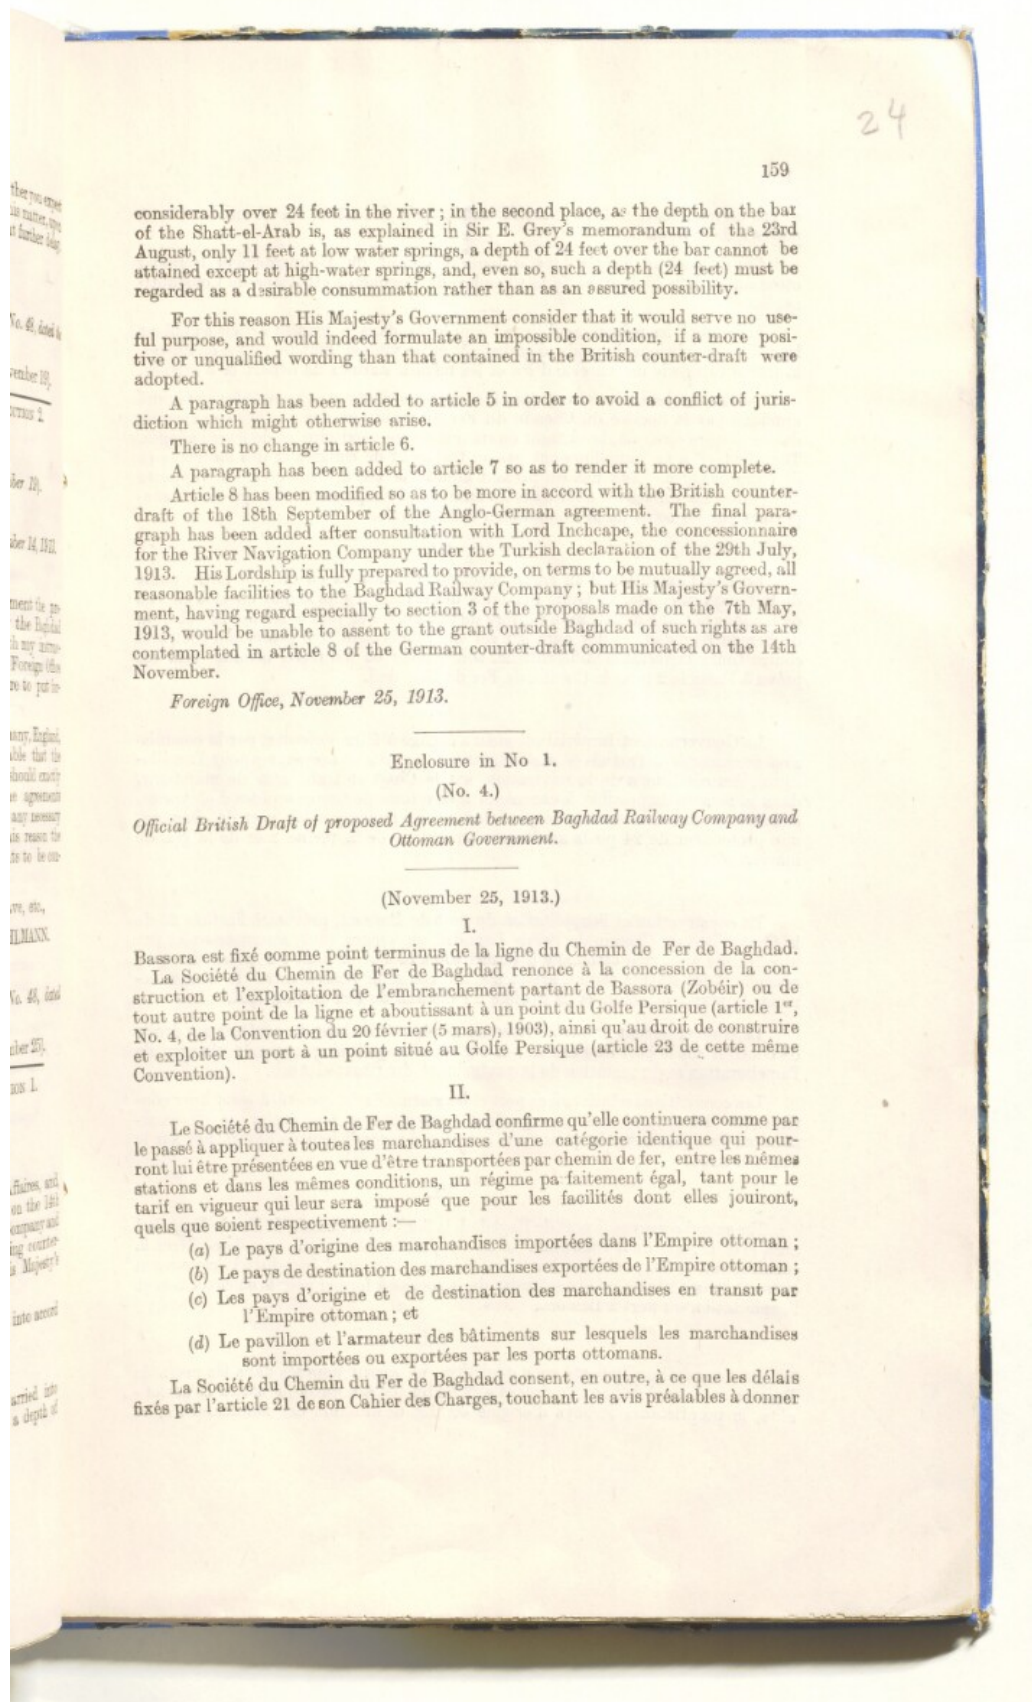 24
159
considerably over 24 feet in the river ; in the second place, as the depth on the bar
of the Shatt-el-Arab is, as explained in Sir E. Grey's memorandum of the 23rd
August, only 11 feet at low water springs, a depth of 24 feet over the bar cannot be
attained except at high-water springs, and, even so, such a depth (24 feet) must be
regarded as a desirable consummation rather than as an assured possibility.
For this reason His Majesty's Government consider that it would serve no use-
ful purpose, and would indeed formulate an impossible condition, if a more posi-
tive or unqualified wording than that contained in the British counter-draft were
adopted.
A paragraph has been added to article 5 in order to avoid a conflict of juris-
diction which might otherwise arise.
There is no change in article 6.
A paragraph has been added to article 7 so as to render it more complete.
Article 8 has been modified so as to be more in accord with the British counter-
draft of the 18th September of the Anglo-German agreement. The final para-
graph has been added after consultation with Lord Inchcape, the concessionnaire
for the River Navigation Company under the Turkish declaration of the 29th July,
1913. His Lordship is fully prepared to provide, on terms to be mutually agreed, all
reasonable facilities to the Baghdad Railway Company ; but His Majesty's Govern-
ment, having regard especially to section 3 of the proposals made on the 7th May,
1913, would be unable to assent to the grant outside Baghdad of such rights as are
contemplated in article 8 of the German counter-draft communicated on the 14th
November.
Foreign Office, November 25, 1913.
Enclosure in No 1.
(No. 4.)
Official British Draft of proposed Agreement between Baghdad Railway Company and
Ottoman Government.
(November 25, 1913.)
I.
Bassora est fixé comme point terminus de la ligne du Chemin de Fer de Baghdad.
La Société du Chemin de Fer de Baghdad renonce à la concession de la con-
struction et l'exploitation de l'embranchement partant de Bassora (Zobéir) ou de
tout autre point de la ligne et aboutissant à un point du Golfe Persique (article 1er,
No. 4, de la Convention du 20 février (5 mars), 1903), ainsi qu'au droit de construire
et exploiter un port à un point situé au Golfe Persique (article 23 de cette même
Convention).
II.
Le Société du Chemin de Fer de Baghdad confirme qu'elle continuera comme par
le passé à appliquer à toutes les marchandises d'une catégorie identique qui pour-
ront lui être présentées en vue d'être transportées par chemin de fer, entre les mêmes
stations et dans les mêmes conditions, un régime pa faitement égal, tant pour le
tarif en vigueur qui leur sera imposé que pour les facilités dont elles jouiront,
quels que soient respectivement :—
(a) Le pays d'origine des marchandises importées dans l'Empire ottoman ;
(b) Le pays de destination des marchandises exportées de l'Empire ottoman ;
(c) Les pays d'origine et de destination des marchandises en transit par
l'Empire ottoman ; et
(d) Le pavillon et l'armateur des bâtiments sur lesquels les marchandises
sont importées ou exportées par les ports ottomans.
La Société du Chemin du Fer de Baghdad consent, en outre, à ce que les délais
fixés par l'article 21 de son Cahier des Charges, touchant les avis préalables à donner